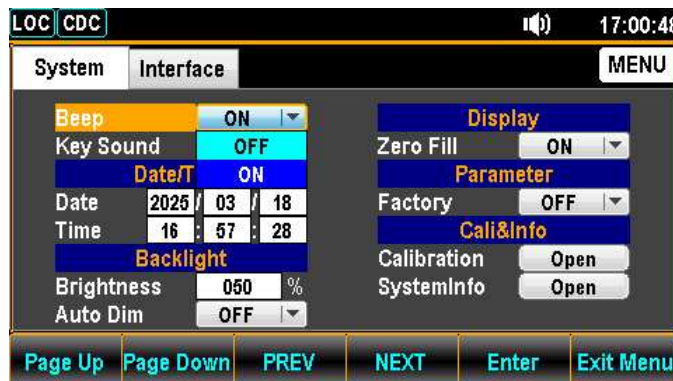 LOC CDC 17:00:48
System Interface MENU
Beep ON
Key Sound OFF
Date/T ON
Date 2025 / 03 / 18
Time 16 : 57 : 28
Backlight
Brightness 050 %
Auto Dim OFF
Display
Zero Fill ON
Parameter
Factory OFF
Cali&Info
Calibration Open
SystemInfo Open
Page Up Page Down PREV NEXT Enter Exit Menu